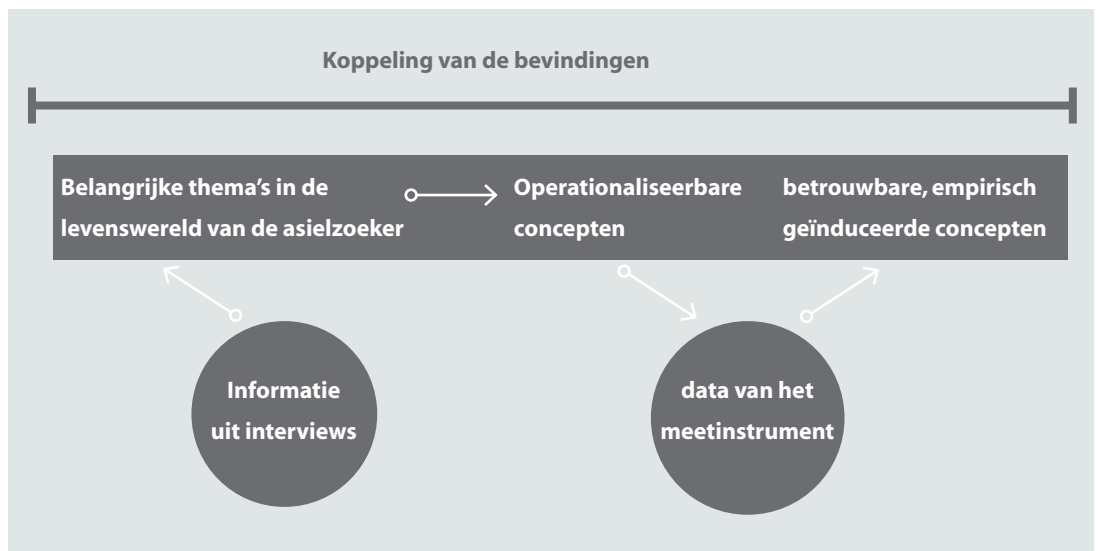 Koppeling van de bevindingen
Belangrijke thema's in de
levenswereld van de asielzoeker
Operationaliseerbare
concepten
betrouwbare, empirisch
geïnduceerde concepten
Informatie
uit interviews
data van het
meetinstrument